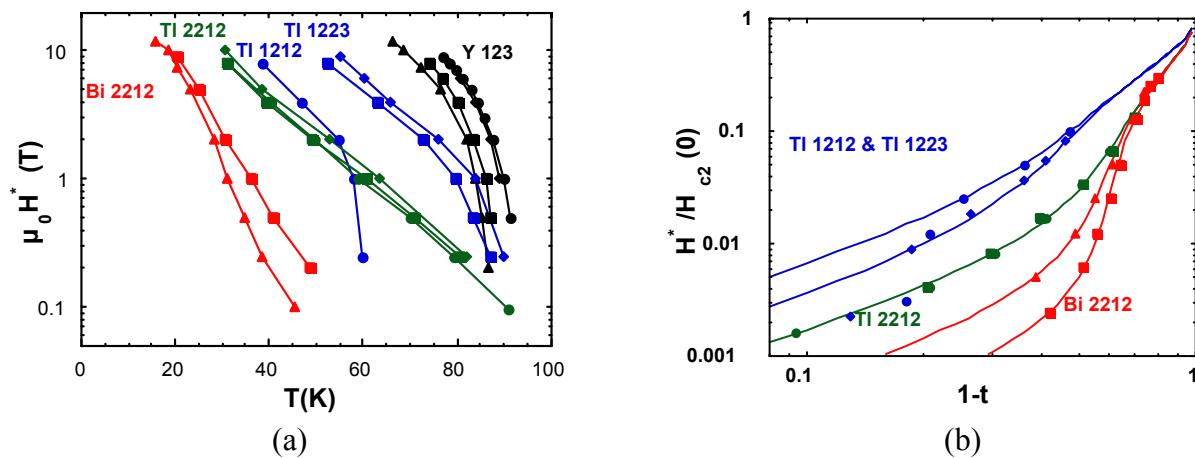 Tl 2212
Tl 1223
Tl 1212
Y 123
Bi 2212
10
1
0.1
μ₀ H* (T)
0
20
40
60
80
100
T(K)
(a)
1
0.1
0.01
0.001
H*/H c2 (0)
Tl 1212 & Tl 1223
Tl 2212
Bi 2212
0.1
1
1-t
(b)